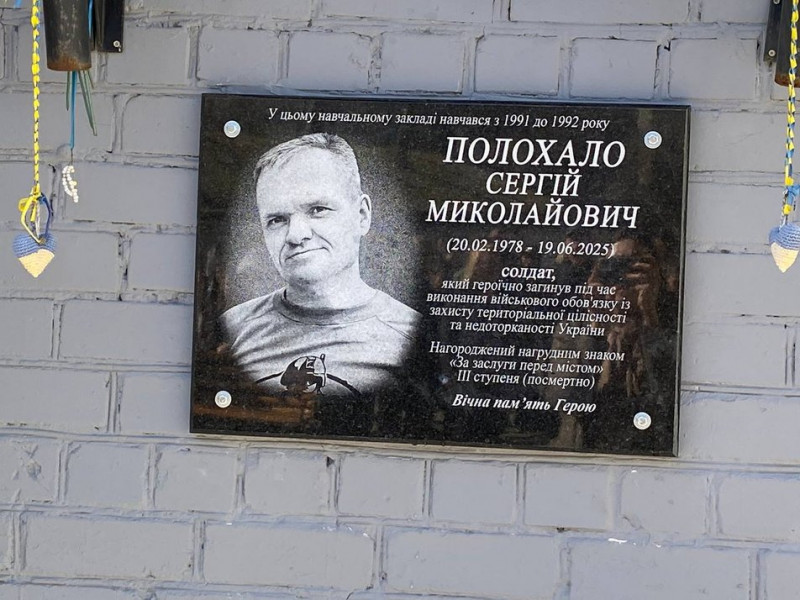 У цьому навчальному закладі навчався з 1991 до 1992 року
ПОЛОХАЛО
СЕРГІЙ
МИКОЛАЙОВИЧ
(20.02.1978 - 19.06.2025)
солдат,
який героїчно загинув під час
виконання військового обов'язку із
захисту територіальної цілісності
та недоторканості України
Нагороджений нагрудним знаком
«За заслуги перед містом»
ІІІ ступеня (посмертно)
Вічна пам'ять Герою